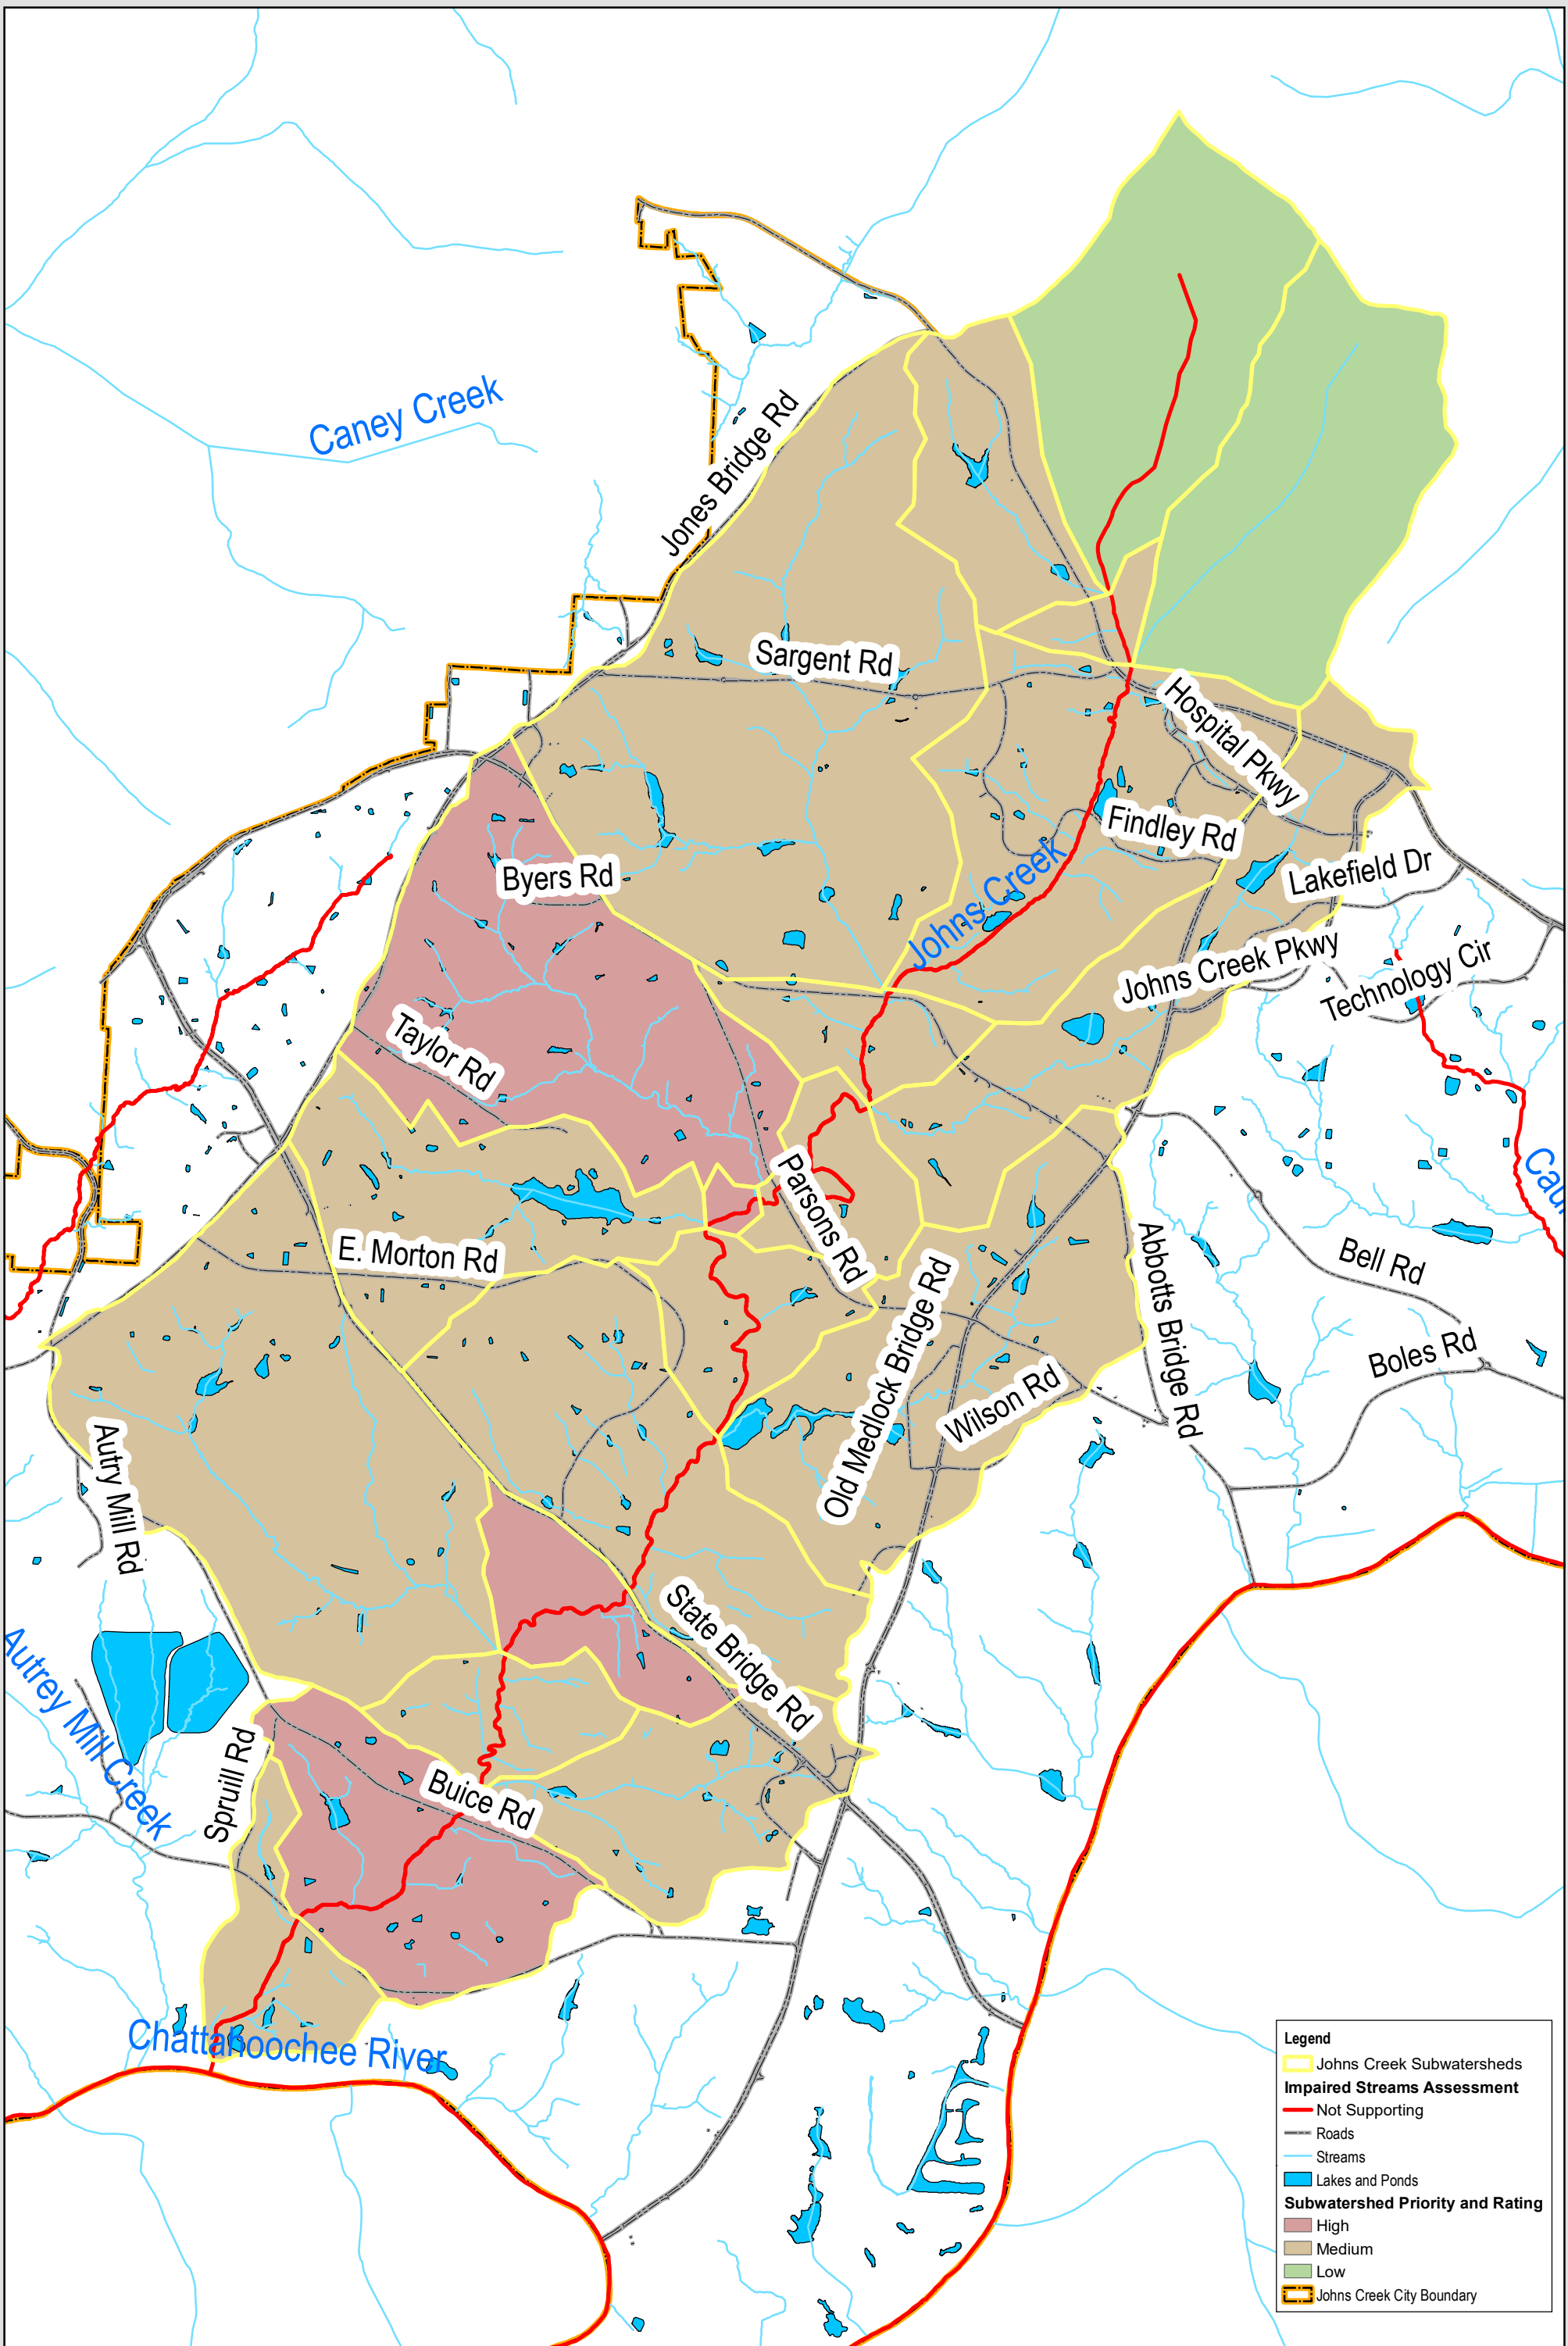 Caney Creek
Jones Bridge Rd
Sargent Rd
Hospital Pkwy
Findley Rd
Byers Rd
Lakefield Dr
Johns Creek
Johns Creek Pkwy
Technology Cir
Taylor Rd
Parsons Rd
Cau
E. Morton Rd
Abbotts Bridge Rd
Bell Rd
Old Medlock Bridge Rd
Boles Rd
Wilson Rd
Autry Mill Rd
State Bridge Rd
Autrey Mill Creek
Spruill Rd
Buice Rd
Chattahoochee River
Legend
Johns Creek Subwatersheds
Impaired Streams Assessment
Not Supporting
Roads
Streams
Lakes and Ponds
Subwatershed Priority and Rating
High
Medium
Low
Johns Creek City Boundary